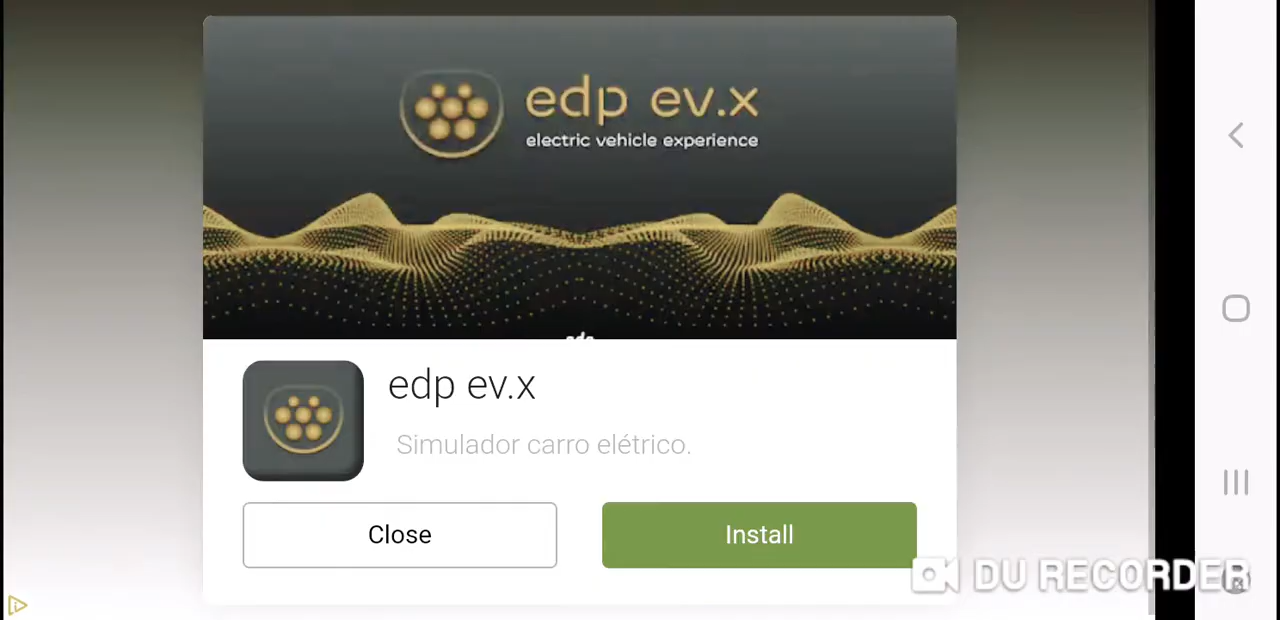 edp ev.x
electric vehicle experience
edp ev.x
Simulador carro elétrico.
Close
Install
DU RECORDER